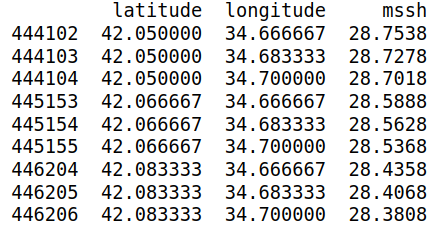 latitude longitude mssh
444102 42.050000 34.666667 28.7538
444103 42.050000 34.683333 28.7278
444104 42.050000 34.700000 28.7018
445153 42.066667 34.666667 28.5888
445154 42.066667 34.683333 28.5628
445155 42.066667 34.700000 28.5368
446204 42.083333 34.666667 28.4358
446205 42.083333 34.683333 28.4068
446206 42.083333 34.700000 28.3808